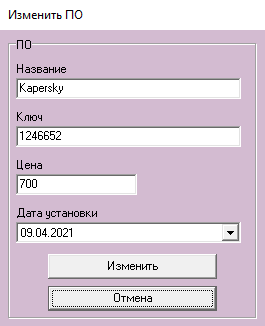 Изменить ПО
ПО
Название
Kapersky
Ключ
1246652
Цена
700
Дата установки
09.04.2021
Изменить
Отмена